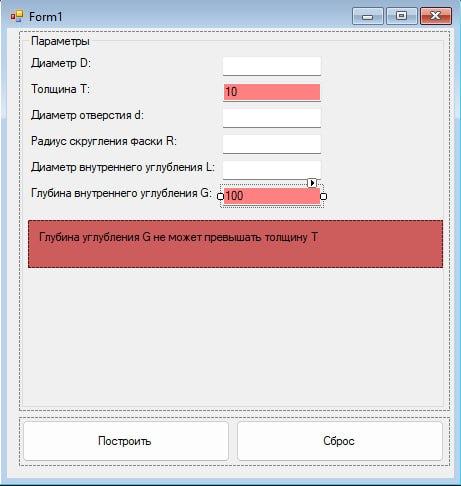 Form1
Параметры
Диаметр D:
Толщина T: 10
Диаметр отверстия d:
Радиус скругления фаски R:
Диаметр внутреннего углубления L:
Глубина внутреннего углубления G: 100
Глубина углубления G не может превышать толщину T
Построить Сброс